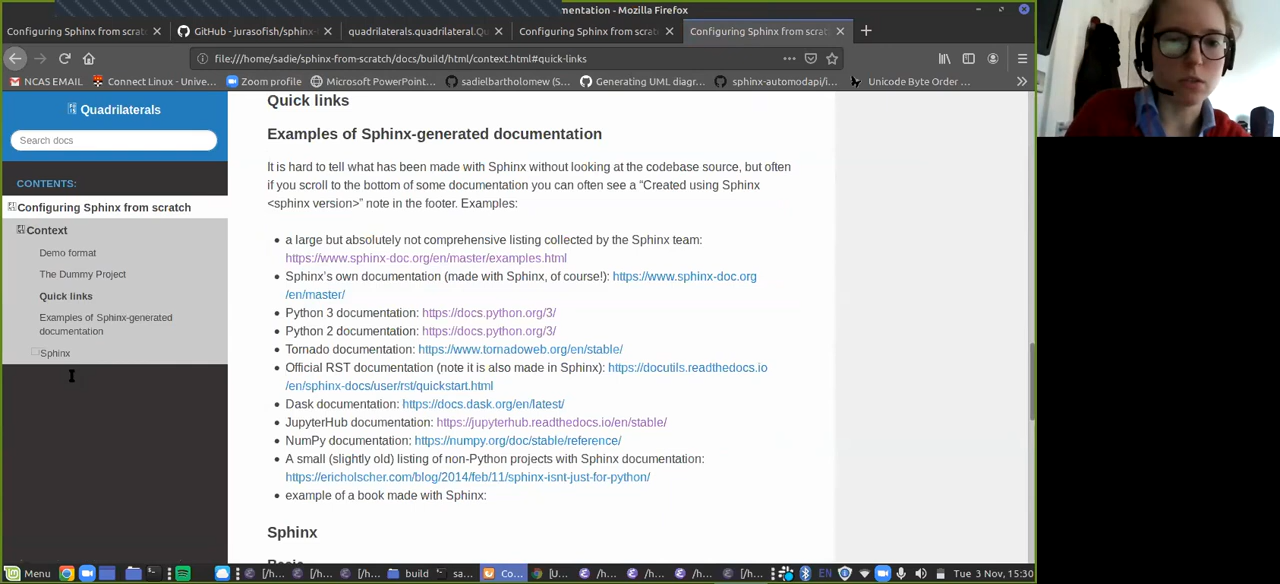 mentation - Mozilla Firefox
Configuring Sphinx from scrat
GitHub - jurasofish/sphinx-
quadrilaterals.quadrilateral.Qu
Configuring Sphinx from scrat
Configuring Sphinx from scrat
file:///home/sadie/sphinx-from-scratch/docs/build/html/context.html#quick-links
NCAS EMAIL
Connect Linux - Unive...
Zoom profile
Microsoft PowerPoint...
sadielbartholomew (S...
Generating UML diagr...
sphinx-automodapi/i...
Unicode Byte Order ...
Quadrilaterals
Search docs
CONTENTS:
Configuring Sphinx from scratch
Context
Demo format
The Dummy Project
Quick links
Examples of Sphinx-generated
documentation
Sphinx
Quick links
Examples of Sphinx-generated documentation
It is hard to tell what has been made with Sphinx without looking at the codebase source, but often
if you scroll to the bottom of some documentation you can often see a “Created using Sphinx
<sphinx version>” note in the footer. Examples:
• a large but absolutely not comprehensive listing collected by the Sphinx team:
https://www.sphinx-doc.org/en/master/examples.html
• Sphinx’s own documentation (made with Sphinx, of course!): https://www.sphinx-doc.org
/en/master/
• Python 3 documentation: https://docs.python.org/3/
• Python 2 documentation: https://docs.python.org/3/
• Tornado documentation: https://www.tornadoweb.org/en/stable/
• Official RST documentation (note it is also made in Sphinx): https://docutils.readthedocs.io
/en/sphinx-docs/user/rst/quickstart.html
• Dask documentation: https://docs.dask.org/en/latest/
• JupyterHub documentation: https://jupyterhub.readthedocs.io/en/stable/
• NumPy documentation: https://numpy.org/doc/stable/reference/
• A small (slightly old) listing of non-Python projects with Sphinx documentation:
https://ericholscher.com/blog/2014/feb/11/sphinx-isnt-just-for-python/
• example of a book made with Sphinx:
Sphinx
Basic
Menu
[/h...
[/h...
[/h...
build
sa...
Co...
[U...
/h...
/h...
/h...
[/h...
EN
Tue 3 Nov, 15:30